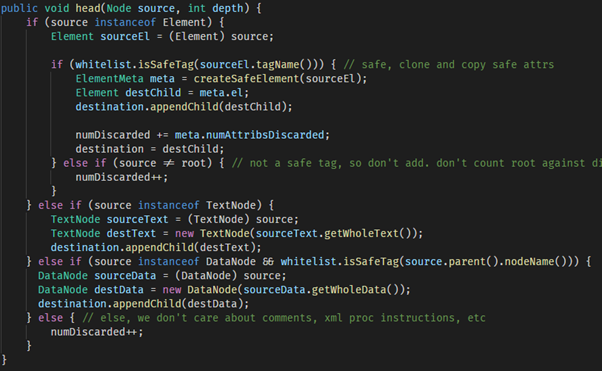 public void head(Node source, int depth) {
    if (source instanceof Element) {
        Element sourceEl = (Element) source;

        if (whitelist.isSafeTag(sourceEl.tagName())) { // safe, clone and copy safe attrs
            ElementMeta meta = createSafeElement(sourceEl);
            Element destChild = meta.el;
            destination.appendChild(destChild);

            numDiscarded += meta.numAttribsDiscarded;
            destination = destChild;
        } else if (source ≠ root) { // not a safe tag, so don't add. don't count root against di
            numDiscarded++;
        }
    } else if (source instanceof TextNode) {
        TextNode sourceText = (TextNode) source;
        TextNode destText = new TextNode(sourceText.getWholeText());
        destination.appendChild(destText);
    } else if (source instanceof DataNode && whitelist.isSafeTag(source.parent().nodeName())) {
      DataNode sourceData = (DataNode) source;
      DataNode destData = new DataNode(sourceData.getWholeData());
      destination.appendChild(destData);
    } else { // else, we don't care about comments, xml proc instructions, etc
        numDiscarded++;
    }
}